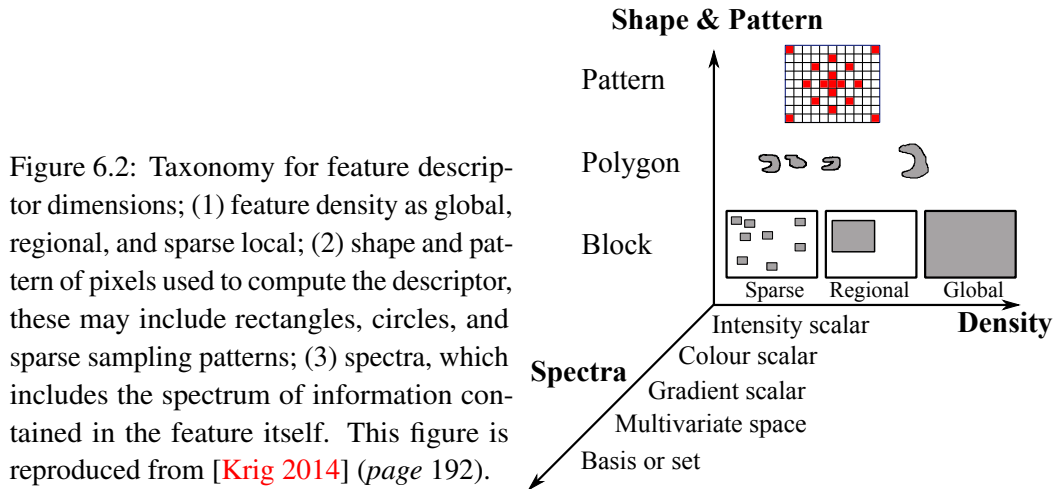 Figure 6.2: Taxonomy for feature descrip-
tor dimensions; (1) feature density as global,
regional, and sparse local; (2) shape and pat-
tern of pixels used to compute the descriptor,
these may include rectangles, circles, and
sparse sampling patterns; (3) spectra, which
includes the spectrum of information con-
tained in the feature itself. This figure is
reproduced from [Krig 2014] (page 192).
Shape & Pattern
Pattern
Polygon
Block
Sparse Regional Global
Density
Intensity scalar
Colour scalar
Spectra
Gradient scalar
Multivariate space
Basis or set